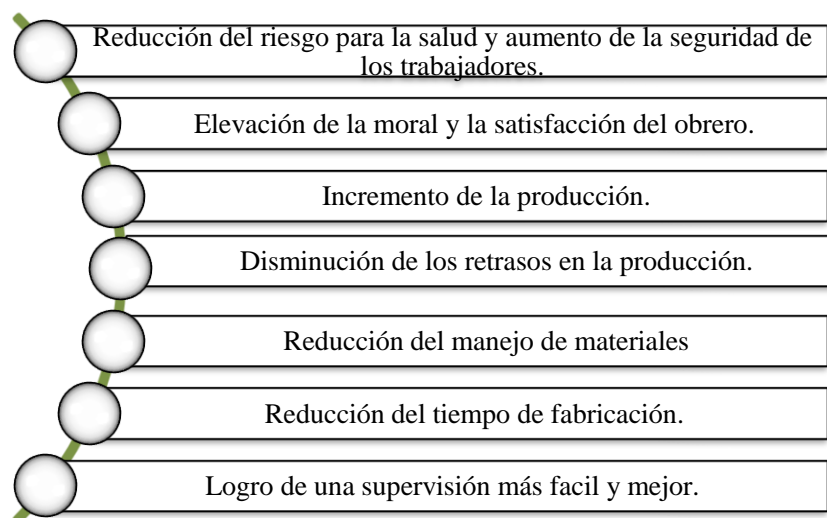 Reducción del riesgo para la salud y aumento de la seguridad de
los trabajadores.
Elevación de la moral y la satisfacción del obrero.
Incremento de la producción.
Disminución de los retrasos en la producción.
Reducción del manejo de materiales
Reducción del tiempo de fabricación.
Logro de una supervisión más facil y mejor.